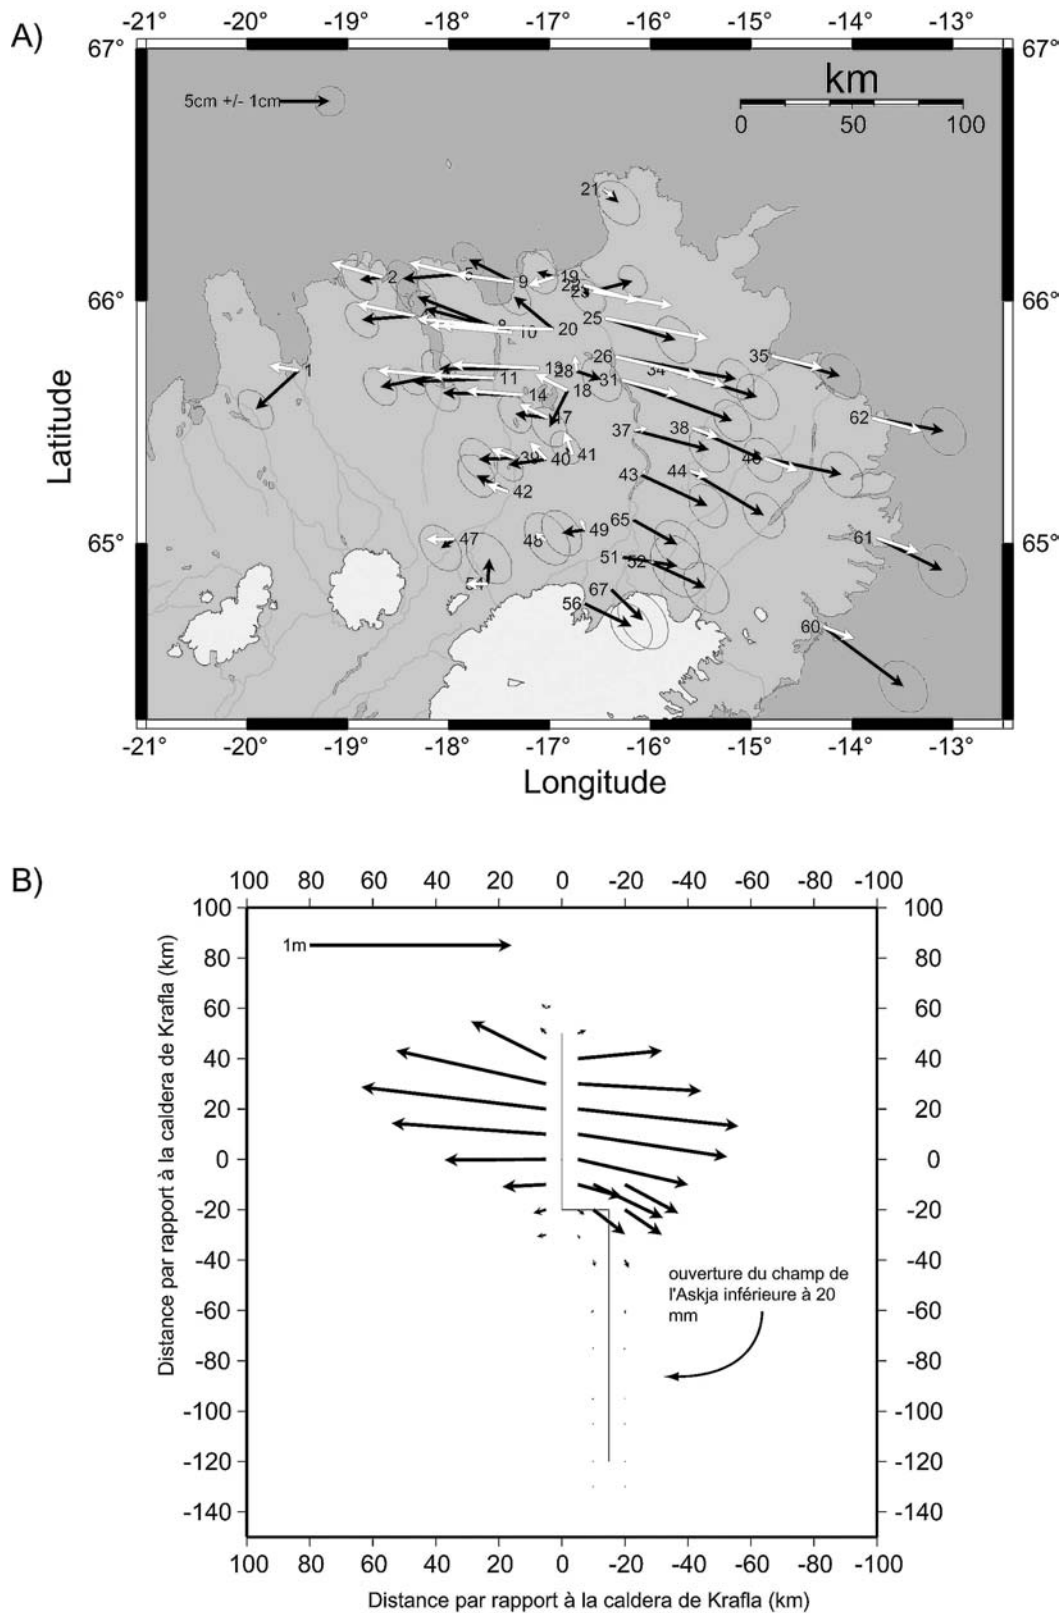 A)
-21 -20 -19 -18 -17 -16 -15 -14 -13
67° 67°
5cm +/- 1cm
km
0 50 100
21
2 5 9 19
22
23
66° 66°
8 10 20 25
1 13 28 26 34 35
11 31
14 18
62
47 37 38
39 40 41 46
42 43 44
65
47 48 49
65° 65°
51 52 61
54
67
56
60
Latitude
-21° -20° -19° -18° -17° -16° -15° -14° -13°
Longitude
B)
100 80 60 40 20 0 -20 -40 -60 -80 -100
100 100
1m
80 80
60 60
40 40
20 20
0 0
-20 -20
-40 -40
ouverture du champ de
l'Askja inférieure à 20
mm
-60 -60
-80 -80
-100 -100
-120 -120
-140 -140
Distance par rapport à la caldera de Krafla (km)
100 80 60 40 20 0 -20 -40 -60 -80 -100
Distance par rapport à la caldera de Krafla (km)